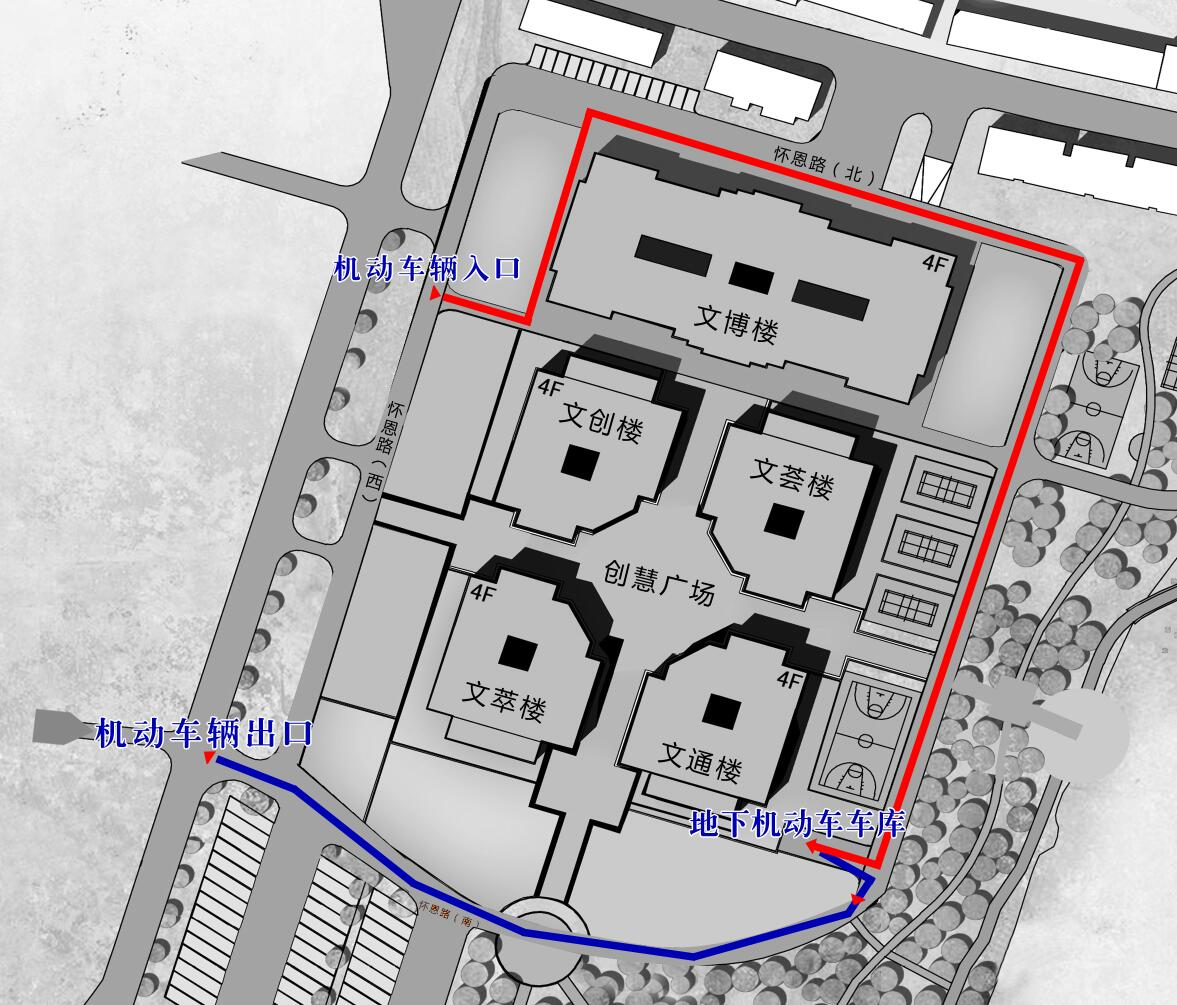 怀恩路（北）
4F
机动车辆入口
文博楼
4F
文创楼
怀恩路（西）
文荟楼
创慧广场
4F
文萃楼
4F
文通楼
机动车辆出口
地下机动车车库
怀恩路（南）